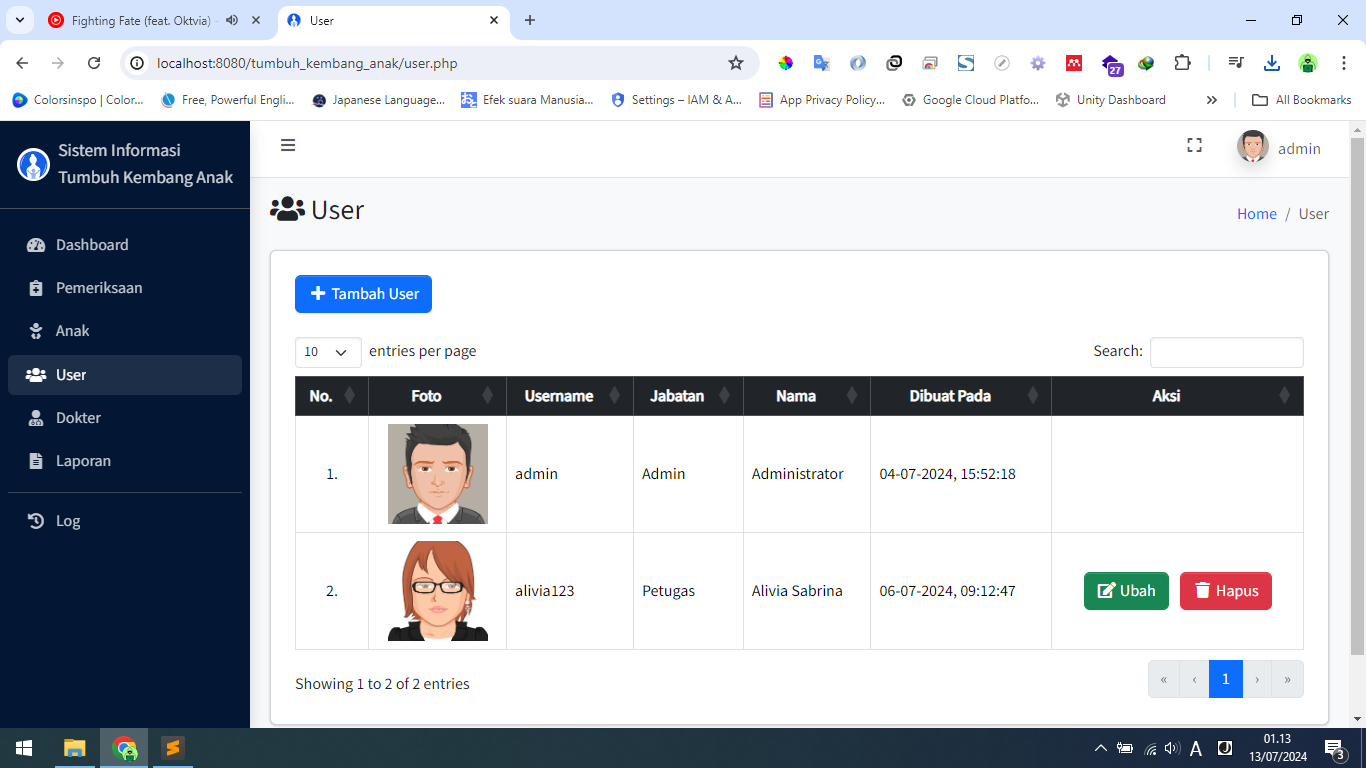 Fighting Fate (feat. Oktvia) -
User
localhost:8080/tumbuh_kembang_anak/user.php
27
Colorsinspo | Color...
Free, Powerful Engli...
Japanese Language...
Efek suara Manusia...
Settings – IAM & A...
App Privacy Policy...
Google Cloud Platfo...
Unity Dashboard
»
All Bookmarks
Sistem Informasi
Tumbuh Kembang Anak
admin
User
Home / User
Dashboard
Pemeriksaan
Anak
User
Dokter
Laporan
Log
Tambah User
10 entries per page
Search:
No. Foto Username Jabatan Nama Dibuat Pada Aksi
1. admin Admin Administrator 04-07-2024, 15:52:18
2. alivia123 Petugas Alivia Sabrina 06-07-2024, 09:12:47 Ubah Hapus
Showing 1 to 2 of 2 entries
« ‹ 1 › »
A
J
01.13
13/07/2024
3